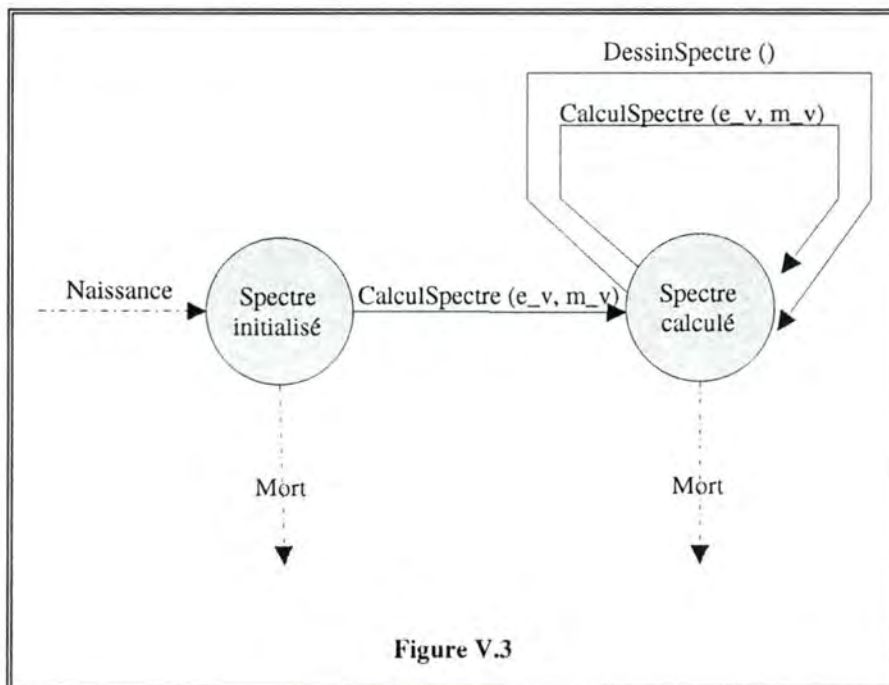 DessinSpectre ()
CalculSpectre (e_v, m_v)
Naissance
Spectre
initialisé
CalculSpectre (e_v, m_v)
Spectre
calculé
Mort
Mort
Figure V.3